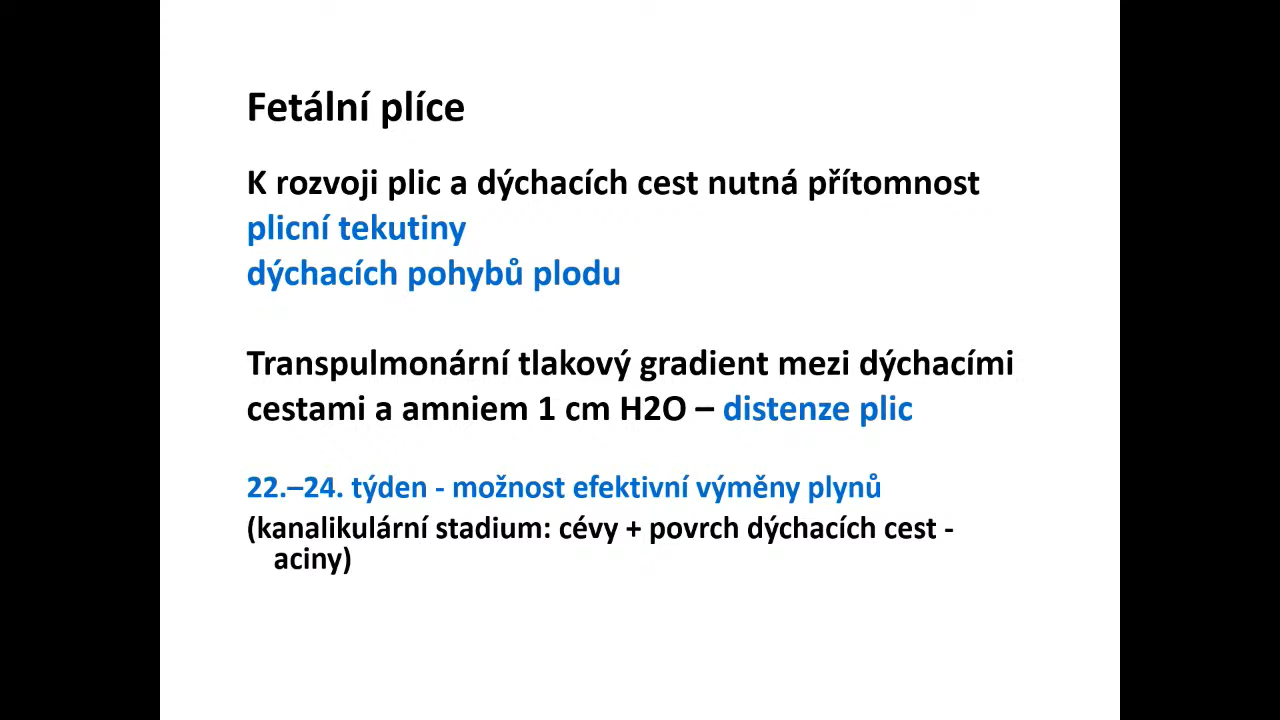 Fetální plíce
K rozvoji plic a dýchacích cest nutná přítomnost
plicní tekutiny
dýchacích pohybů plodu
Transpulmonární tlakový gradient mezi dýchacími
cestami a amniem 1 cm H2O – distenze plic
22.–24. týden - možnost efektivní výměny plynů
(kanalikulární stadium: cévy + povrch dýchacích cest -
aciny)